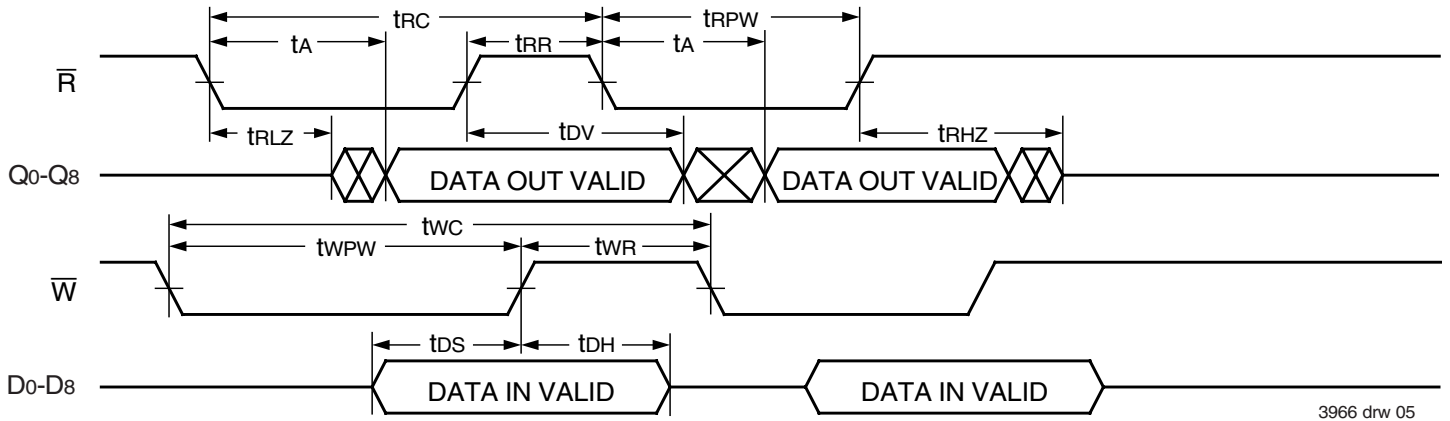 tRC tRPW
tA tRR tA
R̅
tRLZ tDV tRHZ
Q0-Q8 DATA OUT VALID DATA OUT VALID
tWC
tWPW tWR
W̅
tDS tDH
D0-D8 DATA IN VALID DATA IN VALID
3966 drw 05